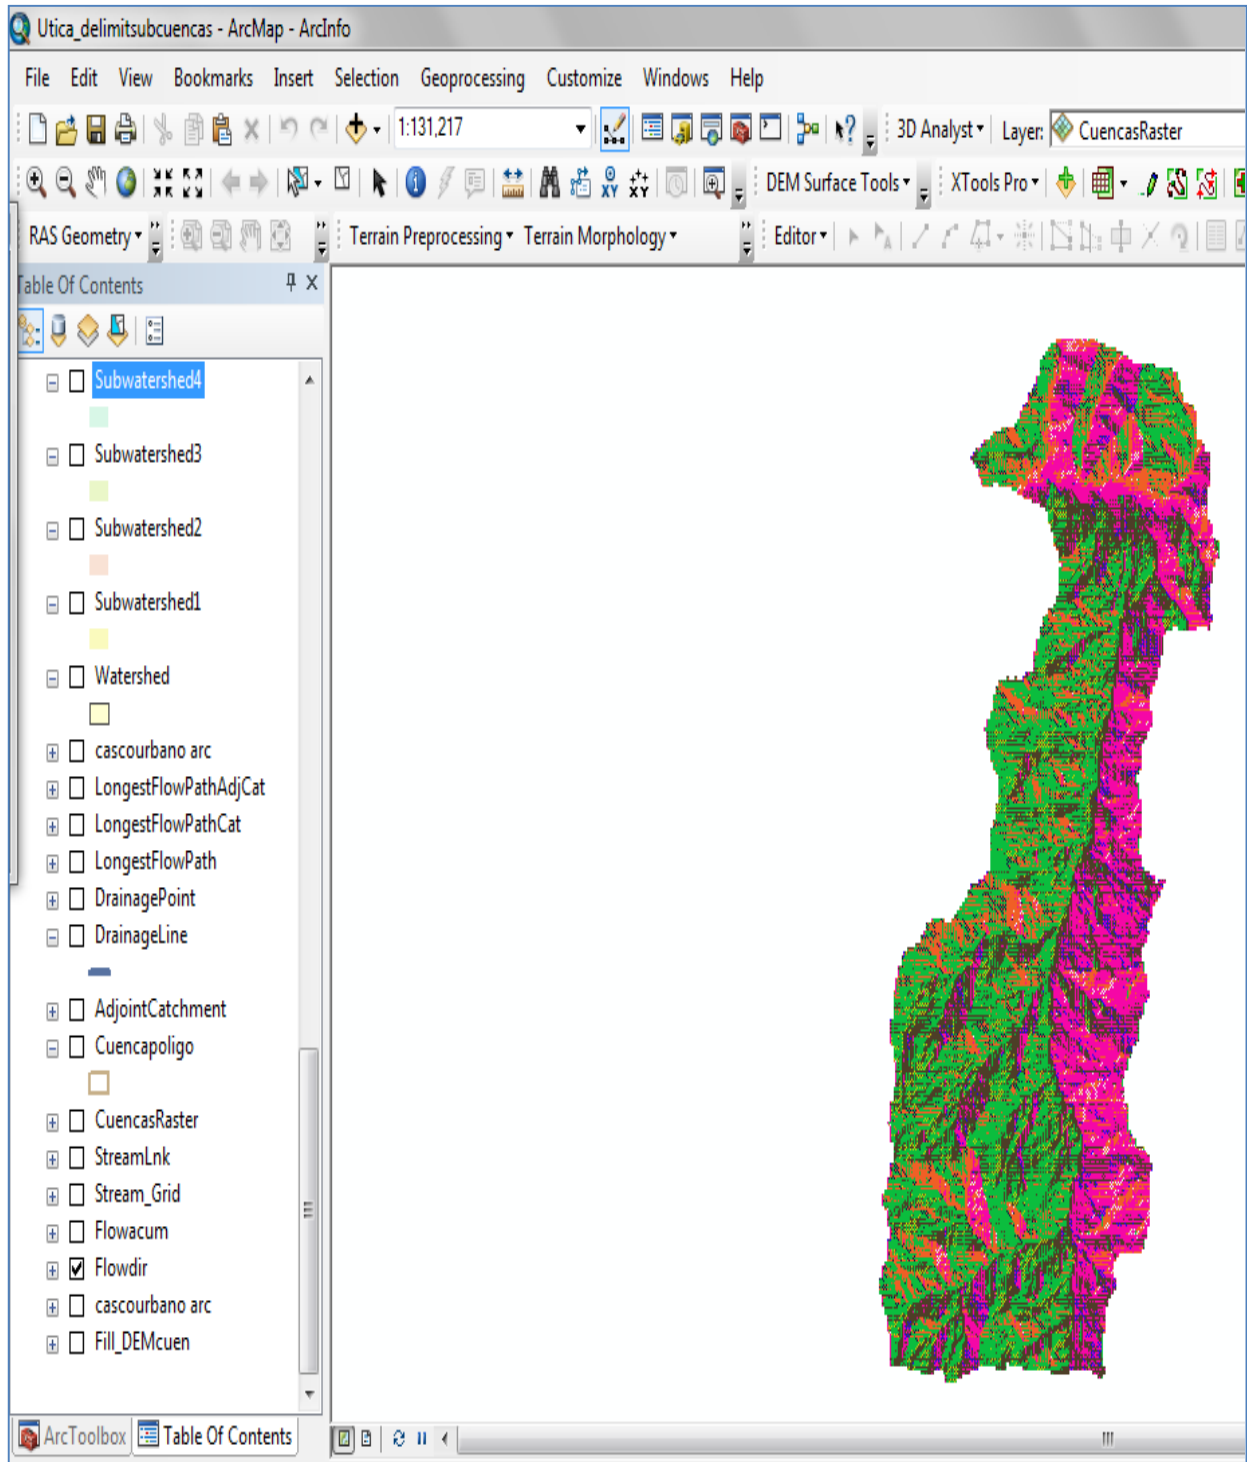 Utica_delimitsubcuencas - ArcMap - ArcInfo
File Edit View Bookmarks Insert Selection Geoprocessing Customize Windows Help
1:131,217 3D Analyst Layer: CuencasRaster
DEM Surface Tools XTools Pro
RAS Geometry Terrain Preprocessing Terrain Morphology Editor
Table Of Contents
Subwatershed4
Subwatershed3
Subwatershed2
Subwatershed1
Watershed
cascourbano arc
LongestFlowPathAdjCat
LongestFlowPathCat
LongestFlowPath
DrainagePoint
DrainageLine
AdjointCatchment
Cuencapoligo
CuencasRaster
StreamLnk
Stream_Grid
Flowacum
Flowdir
cascourbano arc
Fill_DEMcuen
ArcToolbox Table Of Contents